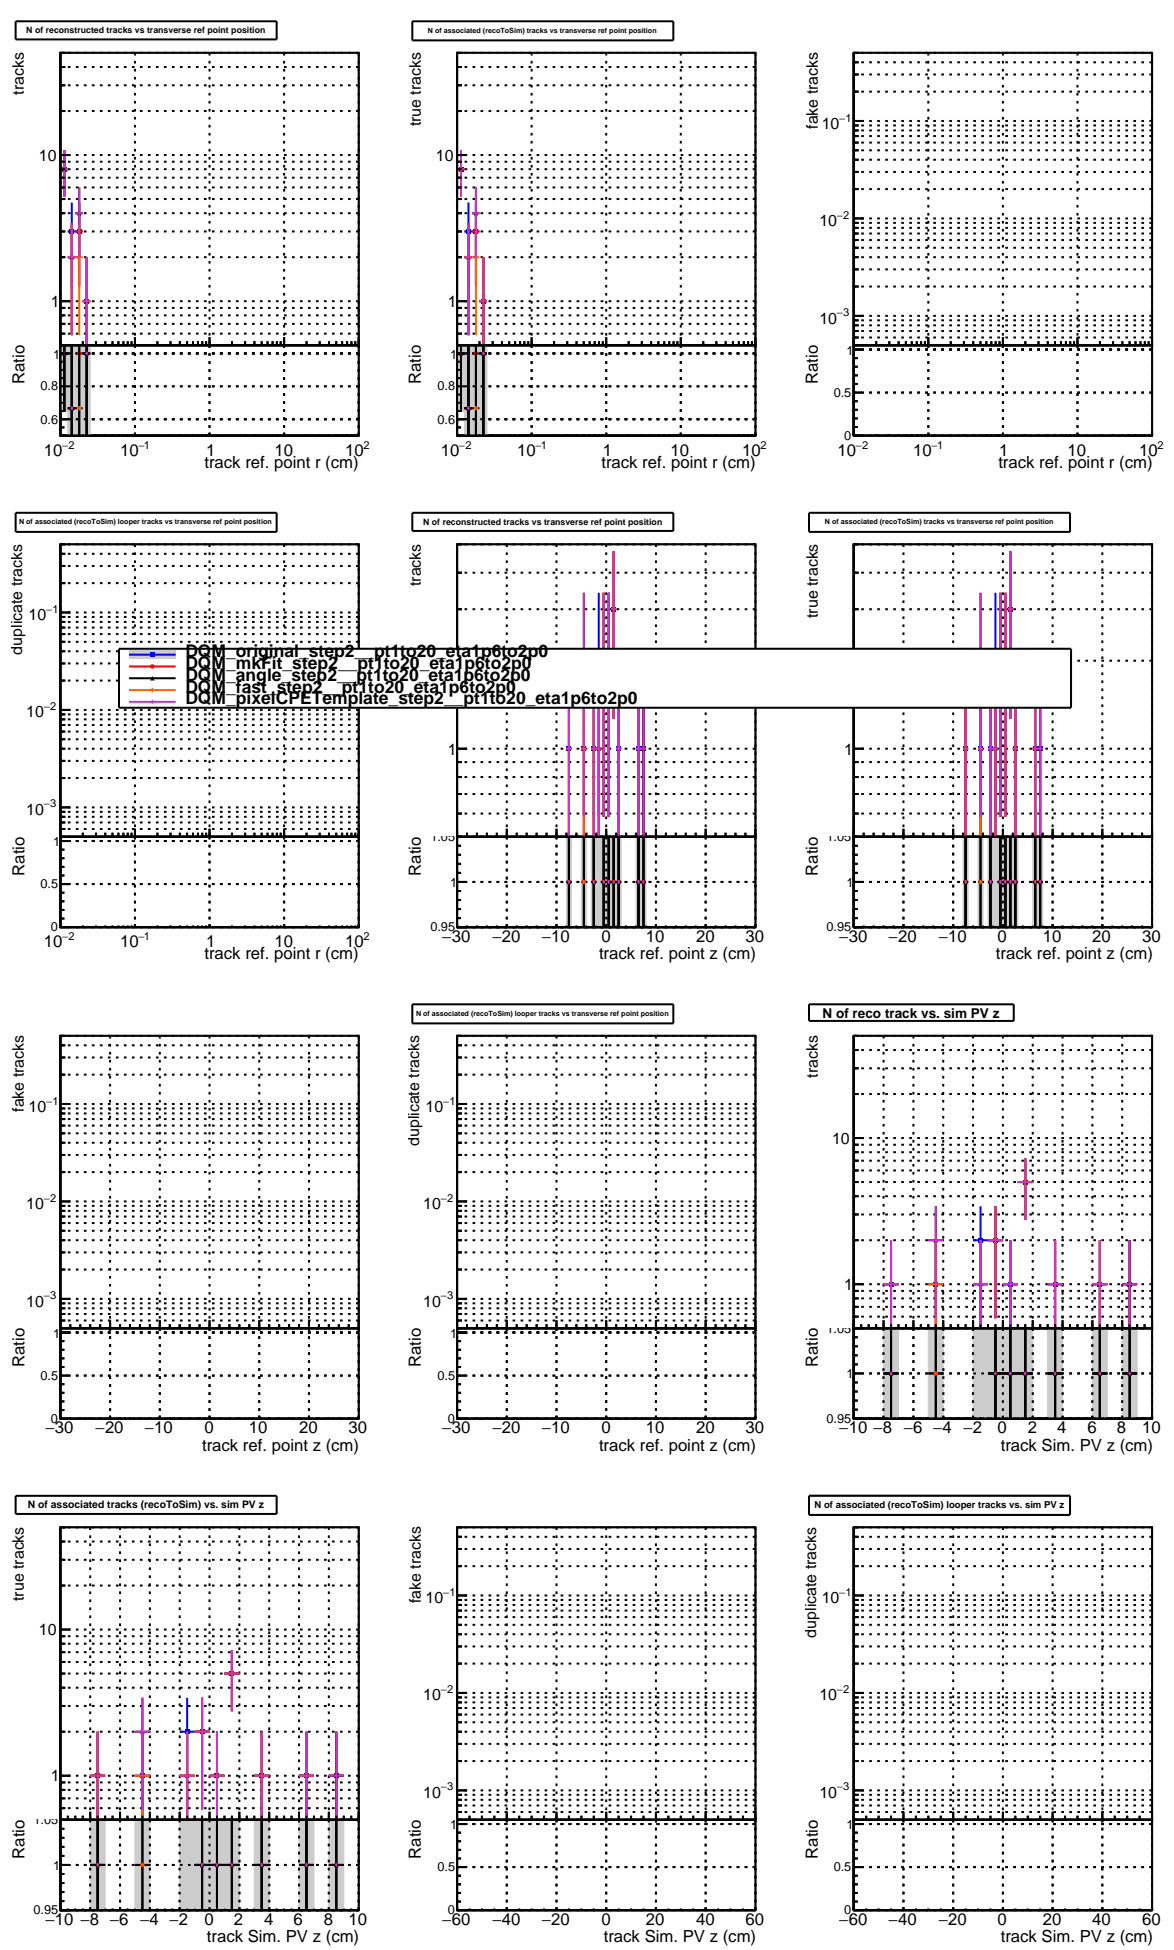 N of reconstructed tracks vs transverse ref point position
tracks
10
1
Ratio
1
0.8
0.6
10−2 10−1 1 10 102
track ref. point r (cm)
N of associated (recoToSim) tracks vs transverse ref point position
true tracks
10
1
Ratio
1
0.8
0.6
10−2 10−1 1 10 102
track ref. point r (cm)
fake tracks
10−1
10−2
10−3
Ratio
1
0.5
0
10−2 10−1 1 10 102
track ref. point r (cm)
N of associated (recoToSim) looper tracks vs transverse ref point position
duplicate tracks
10−1
10−2
10−3
Ratio
1
0.5
0
10−2 10−1 1 10 102
track ref. point r (cm)
N of reconstructed tracks vs transverse ref point position
tracks
1
Ratio
1.05
1
0.95
−30 −20 −10 0 10 20 30
track ref. point z (cm)
N of associated (recoToSim) tracks vs transverse ref point position
true tracks
1
Ratio
1.05
1
0.95
−30 −20 −10 0 10 20 30
track ref. point z (cm)
DQM_original_step2__pt1to20_eta1p6to2p0
DQM_mkFit_step2__pt1to20_eta1p6to2p0
DQM_angle_step2__pt1to20_eta1p6to2p0
DQM_fast_step2__pt1to20_eta1p6to2p0
DQM_pixelCPETemplate_step2__pt1to20_eta1p6to2p0
fake tracks
10−1
10−2
10−3
Ratio
1
0.5
0
−30 −20 −10 0 10 20 30
track ref. point z (cm)
N of associated (recoToSim) looper tracks vs transverse ref point position
duplicate tracks
10−1
10−2
10−3
Ratio
1
0.5
0
−30 −20 −10 0 10 20 30
track ref. point z (cm)
N of reco track vs. sim PV z
tracks
10
1
Ratio
1.05
1
0.95
−10 −8 −6 −4 −2 0 2 4 6 8 10
track Sim. PV z (cm)
N of associated tracks (recoToSim) vs. sim PV z
true tracks
10
1
Ratio
1.05
1
0.95
−10 −8 −6 −4 −2 0 2 4 6 8 10
track Sim. PV z (cm)
fake tracks
10−1
10−2
10−3
Ratio
1
0.5
0
−60 −40 −20 0 20 40 60
track Sim. PV z (cm)
N of associated (recoToSim) looper tracks vs. sim PV z
duplicate tracks
10−1
10−2
10−3
Ratio
1
0.5
0
−60 −40 −20 0 20 40 60
track Sim. PV z (cm)